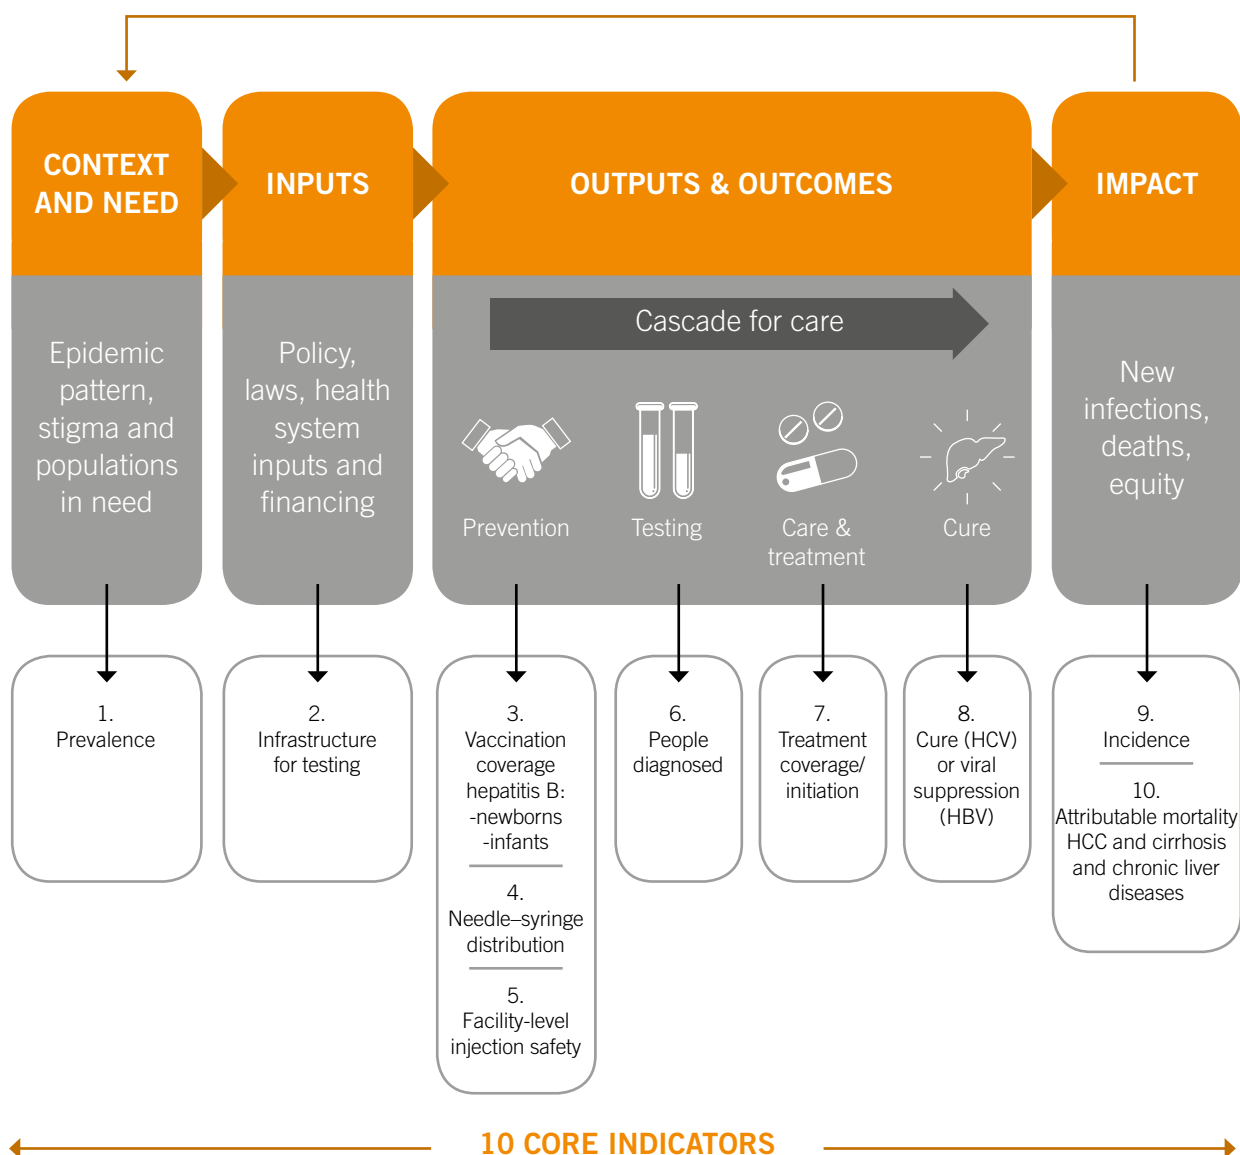 CONTEXT
AND NEED
INPUTS
OUTPUTS & OUTCOMES
IMPACT
Epidemic
pattern,
stigma and
populations
in need
Policy,
laws, health
system
inputs and
financing
Cascade for care
Prevention
Testing
Care &
treatment
Cure
New
infections,
deaths,
equity
1.
Prevalence
2.
Infrastructure
for testing
3.
Vaccination
coverage
hepatitis B:
-newborns
-infants
4.
Needle–syringe
distribution
5.
Facility-level
injection safety
6.
People
diagnosed
7.
Treatment
coverage/
initiation
8.
Cure (HCV)
or viral
suppression
(HBV)
9.
Incidence
10.
Attributable mortality
HCC and cirrhosis
and chronic liver
diseases
10 CORE INDICATORS